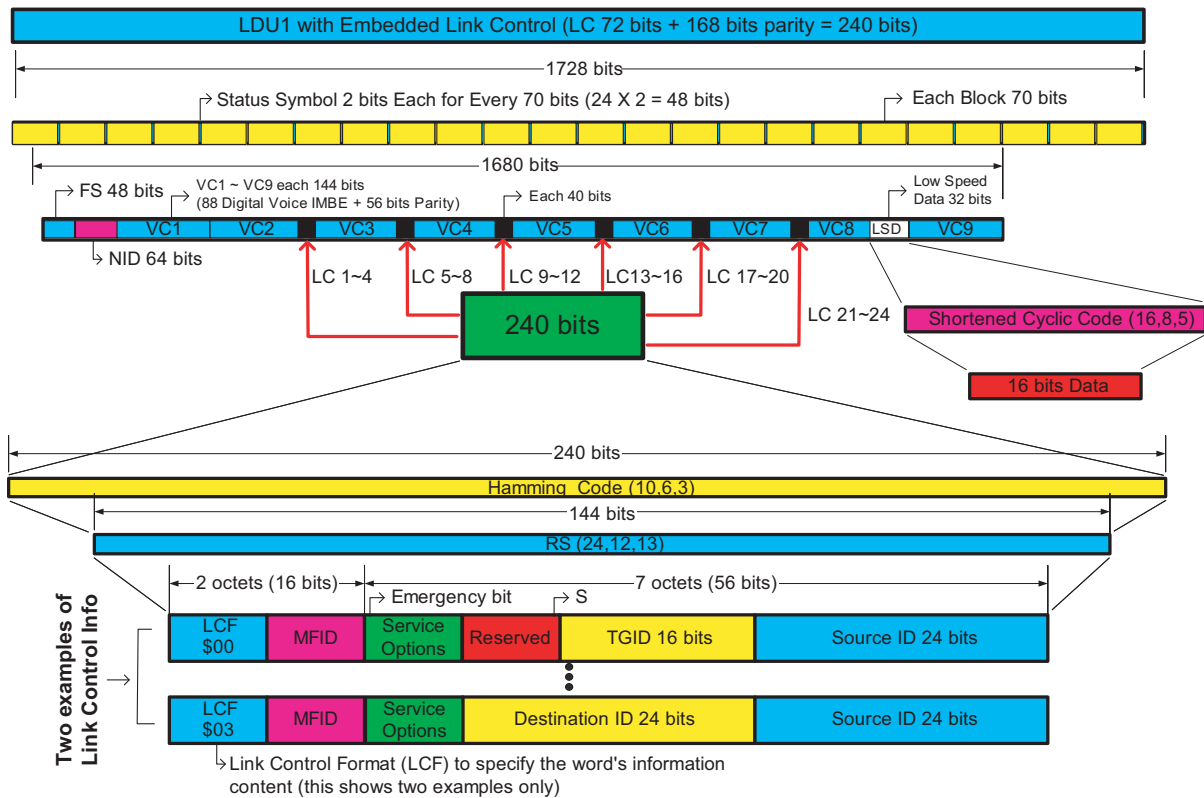 LDU1 with Embedded Link Control (LC 72 bits + 168 bits parity = 240 bits)
1728 bits
Status Symbol 2 bits Each for Every 70 bits (24 X 2 = 48 bits)
Each Block 70 bits
1680 bits
FS 48 bits
VC1 ~ VC9 each 144 bits
(88 Digital Voice IMBE + 56 bits Parity)
Each 40 bits
Low Speed
Data 32 bits
VC1
VC2
VC3
VC4
VC5
VC6
VC7
VC8
LSD
VC9
NID 64 bits
LC 1~4
LC 5~8
LC 9~12
LC13~16
LC 17~20
LC 21~24
240 bits
Shortened Cyclic Code (16,8,5)
16 bits Data
240 bits
Hamming Code (10,6,3)
144 bits
RS (24,12,13)
2 octets (16 bits)
7 octets (56 bits)
Emergency bit
S
Two examples of
Link Control Info
LCF
$00
MFID
Service
Options
Reserved
TGID 16 bits
Source ID 24 bits
LCF
$03
MFID
Service
Options
Destination ID 24 bits
Source ID 24 bits
Link Control Format (LCF) to specify the word's information
content (this shows two examples only)